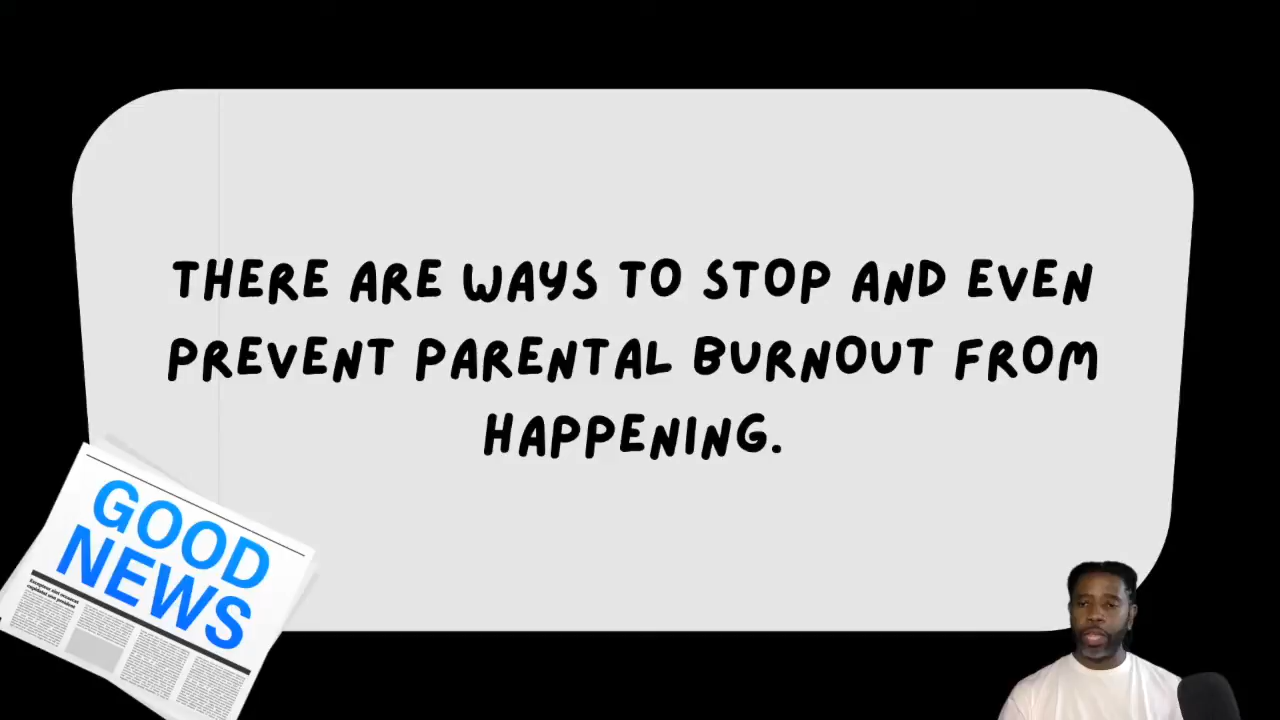 THERE ARE WAYS TO STOP AND EVEN
PREVENT PARENTAL BURNOUT FROM
HAPPENING.
GOOD
NEWS